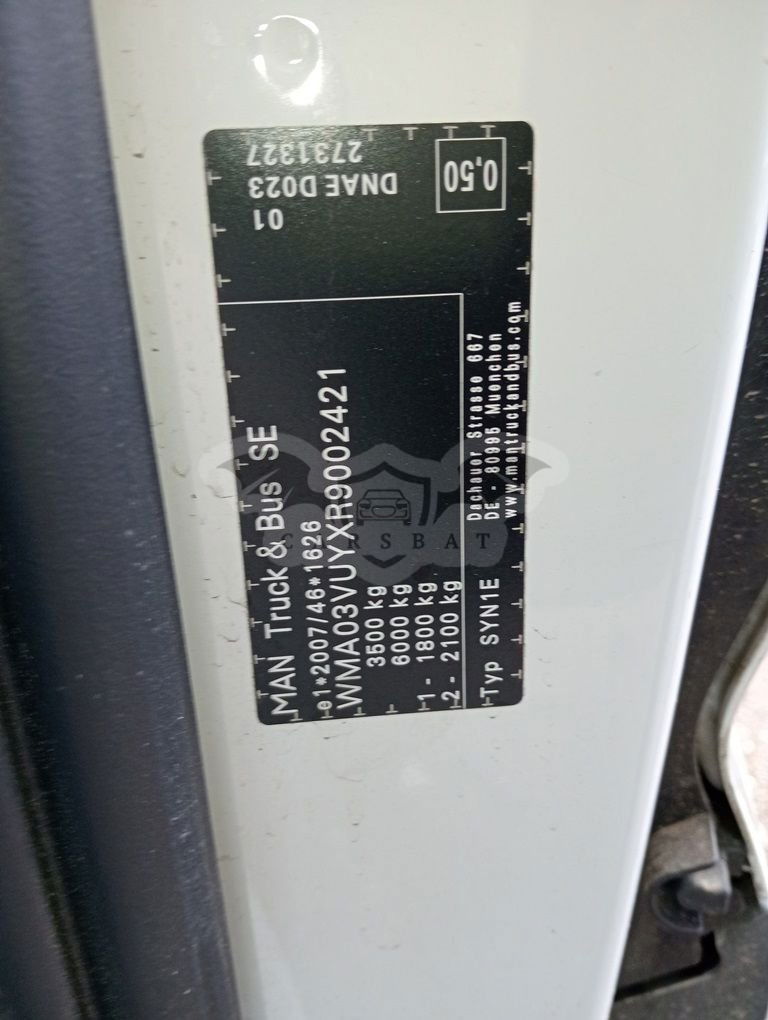 MAN Truck & Bus SE
e1*2007/46*1626
WMA03VUYXR9002421
3500 kg
6000 kg
1 - 1800 kg
2 - 2100 kg
Typ SYN1E
Dachauer Strasse 667
DE - 80995 Muenchen
www.mantruckandbus.com
01
DNAE D023
2731327
0,50
CARSBAT